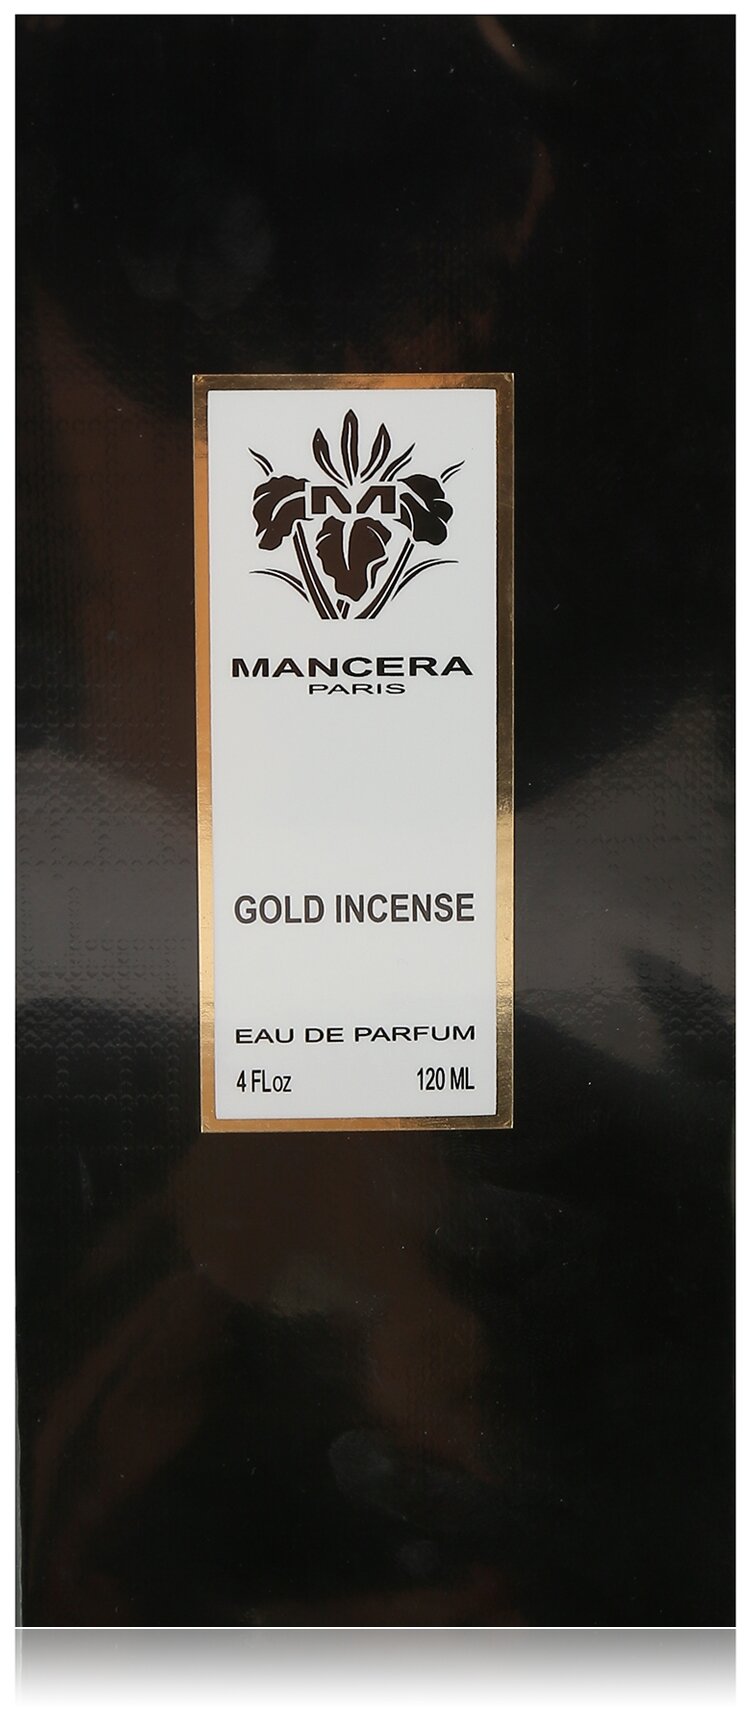 M
MANCERA
PARIS
GOLD INCENSE
EAU DE PARFUM
4 FLoz 120 ML